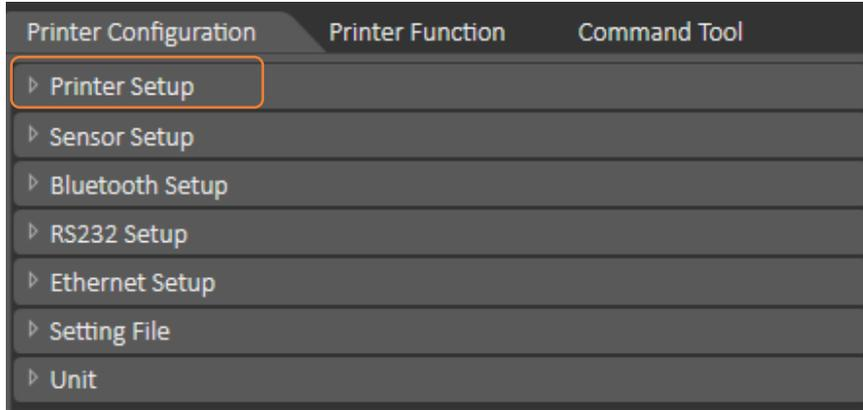 Printer Configuration Printer Function Command Tool
Printer Setup
Sensor Setup
Bluetooth Setup
RS232 Setup
Ethernet Setup
Setting File
Unit